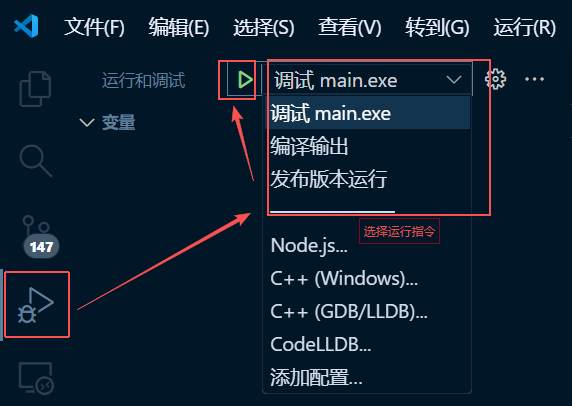 文件(F) 编辑(E) 选择(S) 查看(V) 转到(G) 运行(R)
运行和调试 调试 main.exe
变量
调试 main.exe
编译输出
发布版本运行
选择运行指令
147
Node.js...
C++ (Windows)...
C++ (GDB/LLDB)...
CodeLLDB...
添加配置...